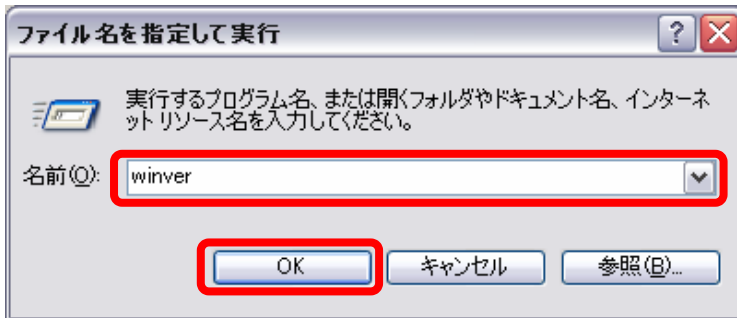 ファイル名を指定して実行
実行するプログラム名、または開くフォルダやドキュメント名、インターネ
ット リソース名を入力してください。
名前(O): winver
OK キャンセル 参照(B)...